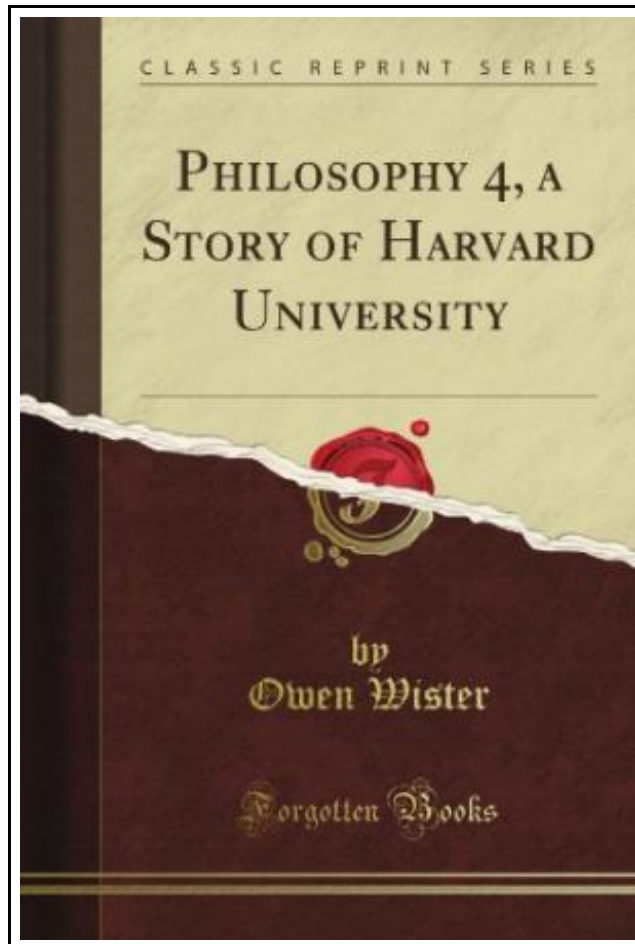 CLASSIC REPRINT SERIES
PHILOSOPHY 4, A
STORY OF HARVARD
UNIVERSITY
by
Owen Wister
Forgotten Books